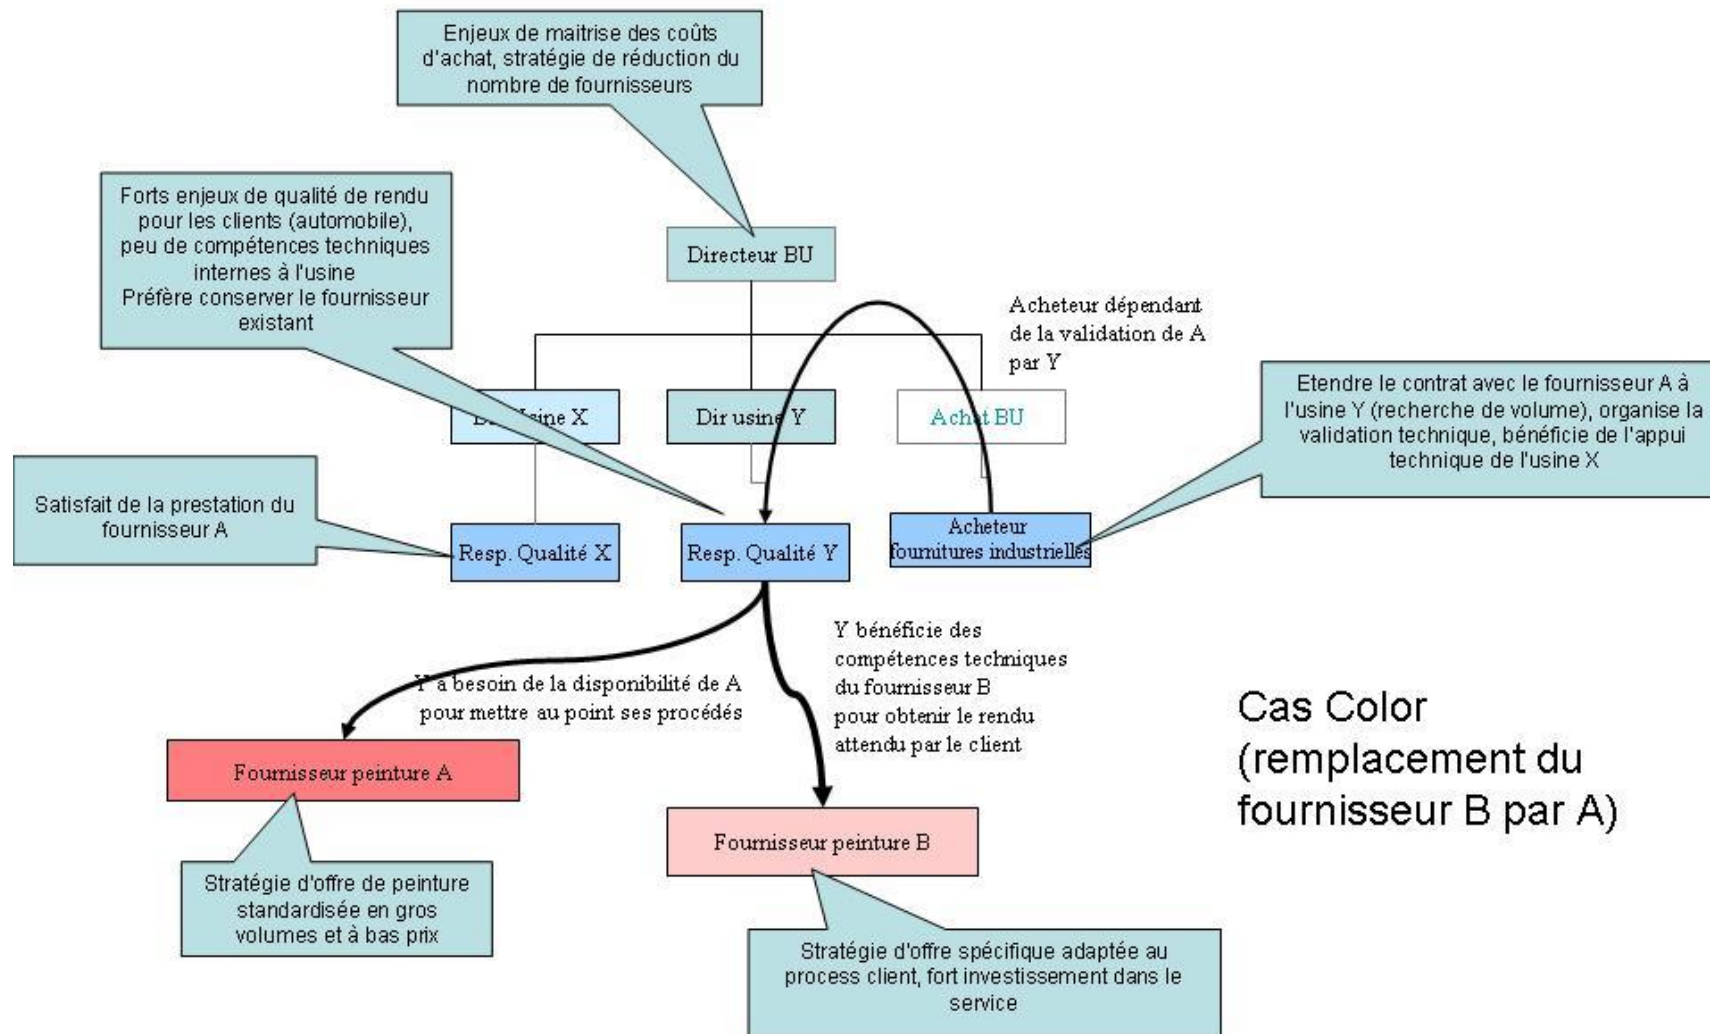 Enjeux de maitrise des coûts
d'achat, stratégie de réduction du
nombre de fournisseurs
Forts enjeux de qualité de rendu
pour les clients (automobile),
peu de compétences techniques
internes à l'usine
Préfère conserver le fournisseur
existant
Directeur BU
Acheteur dépendant
de la validation de A
par Y
Etendre le contrat avec le fournisseur A à
l'usine Y (recherche de volume), organise la
validation technique, bénéficie de l'appui
technique de l'usine X
Usine X
Dir usine Y
Achat BU
Satisfait de la prestation du
fournisseur A
Resp. Qualité X
Resp. Qualité Y
Acheteur
fournitures industrielles
Y a besoin de la disponibilité de A
pour mettre au point ses procédés
Y bénéficie des
compétences techniques
du fournisseur B
pour obtenir le rendu
attendu par le client
Cas Color
(remplacement du
fournisseur B par A)
Fournisseur peinture A
Fournisseur peinture B
Stratégie d'offre de peinture
standardisée en gros
volumes et à bas prix
Stratégie d'offre spécifique adaptée au
process client, fort investissement dans le
service